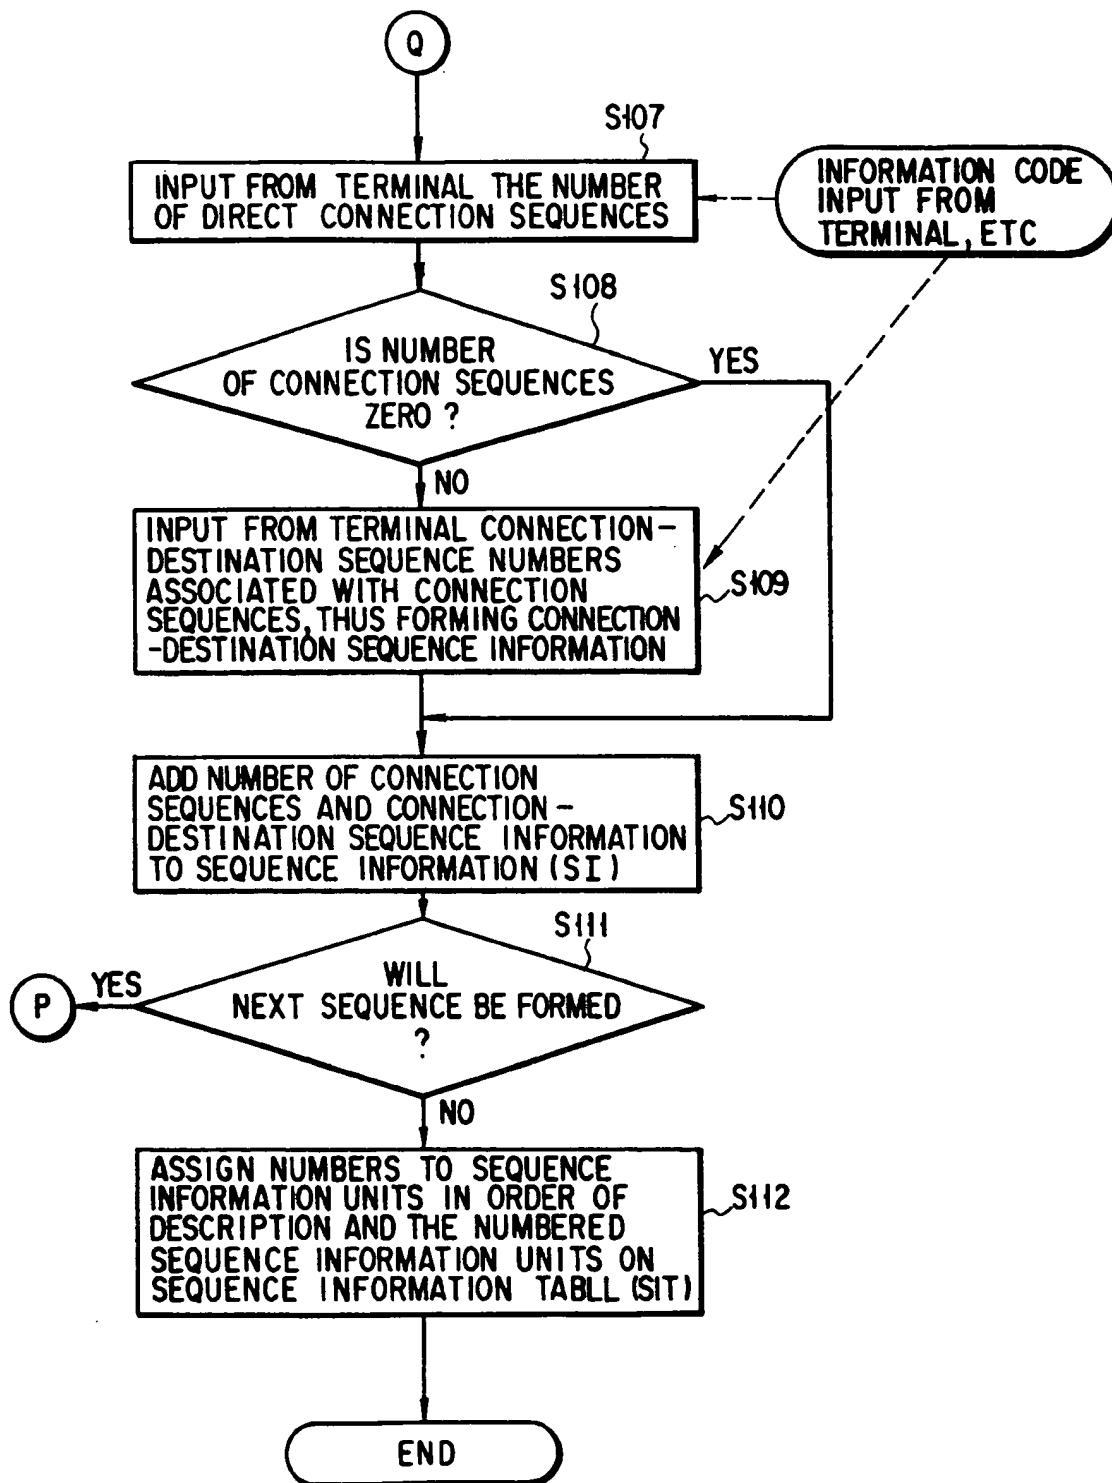 Q
S107
INPUT FROM TERMINAL THE NUMBER
OF DIRECT CONNECTION SEQUENCES
INFORMATION CODE
INPUT FROM
TERMINAL, ETC
S108
IS NUMBER
OF CONNECTION SEQUENCES
ZERO ?
YES
NO
INPUT FROM TERMINAL CONNECTION-
DESTINATION SEQUENCE NUMBERS
ASSOCIATED WITH CONNECTION
SEQUENCES, THUS FORMING CONNECTION
-DESTINATION SEQUENCE INFORMATION
S109
ADD NUMBER OF CONNECTION
SEQUENCES AND CONNECTION-
DESTINATION SEQUENCE INFORMATION
TO SEQUENCE INFORMATION (SI)
S110
S111
WILL
NEXT SEQUENCE BE FORMED
?
YES
P
NO
ASSIGN NUMBERS TO SEQUENCE
INFORMATION UNITS IN ORDER OF
DESCRIPTION AND THE NUMBERED
SEQUENCE INFORMATION UNITS ON
SEQUENCE INFORMATION TABLL (SIT)
S112
END